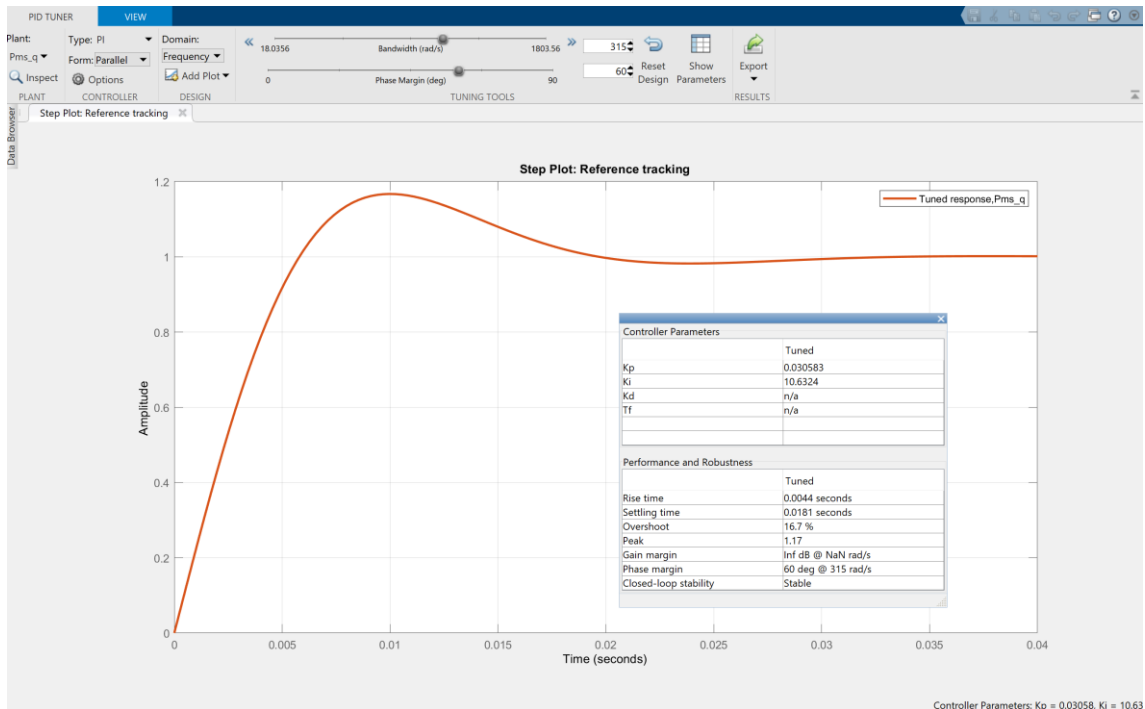 PID TUNER VIEW
Plant: Type: PI Domain:
Pms_q Form: Parallel Frequency
18.0356 Bandwidth (rad/s) 1803.56 315
Inspect Options Add Plot
0 Phase Margin (deg) 90 60
Reset Design
Show Parameters
Export
PLANT CONTROLLER DESIGN TUNING TOOLS RESULTS
Data Browser
Step Plot: Reference tracking
Step Plot: Reference tracking
Tuned response,Pms_q
1.2
1
0.8
0.6
0.4
0.2
0
Amplitude
Controller Parameters
Tuned
Kp 0.030583
Ki 10.6324
Kd n/a
Tf n/a
Performance and Robustness
Tuned
Rise time 0.0044 seconds
Settling time 0.0181 seconds
Overshoot 16.7 %
Peak 1.17
Gain margin Inf dB @ NaN rad/s
Phase margin 60 deg @ 315 rad/s
Closed-loop stability Stable
0 0.005 0.01 0.015 0.02 0.025 0.03 0.035 0.04
Time (seconds)
Controller Parameters: Kp = 0.03058, Ki = 10.63